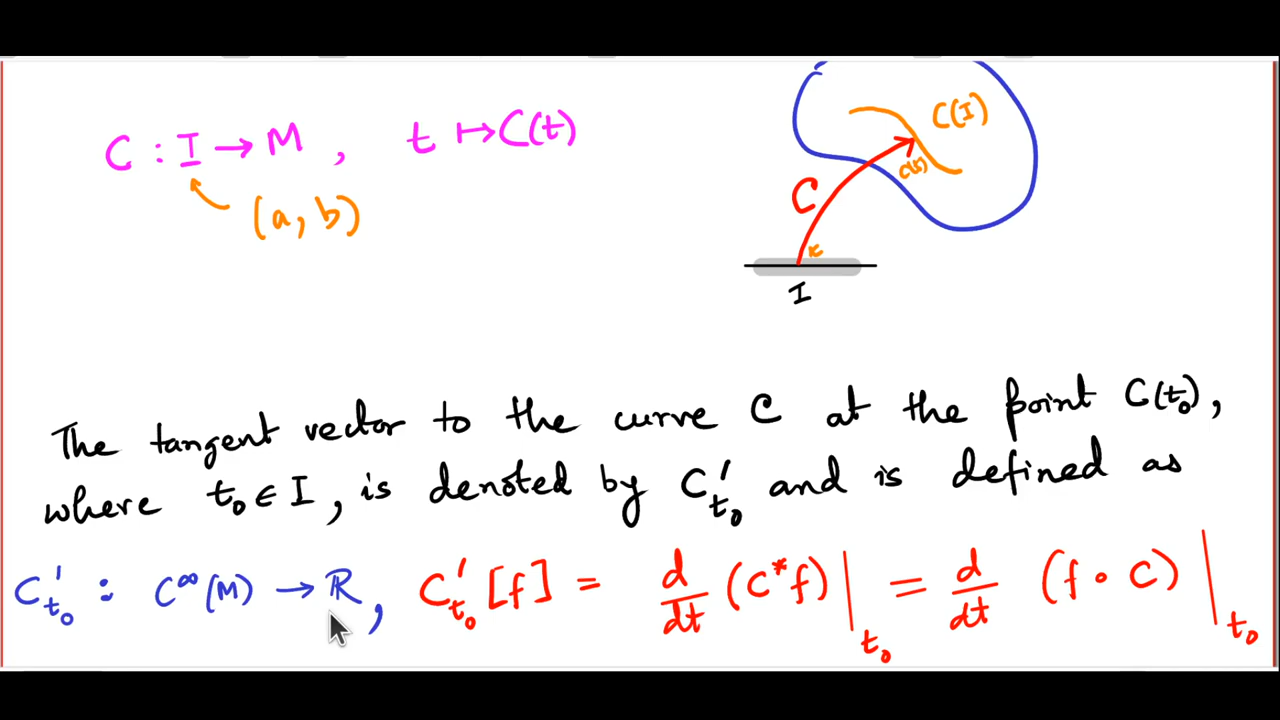 C : I → M , t ↦ C(t)
(a, b)
C(I)
C(t)
C
t
I
The tangent vector to the curve C at the point C(t₀),
where t₀ ∈ I, is denoted by C′ₜ₀ and is defined as
C′ₜ₀ : C^∞(M) → ℝ, C′ₜ₀[f] = d/dt (C*f)|ₜ₀ = d/dt (f ∘ C)|ₜ₀